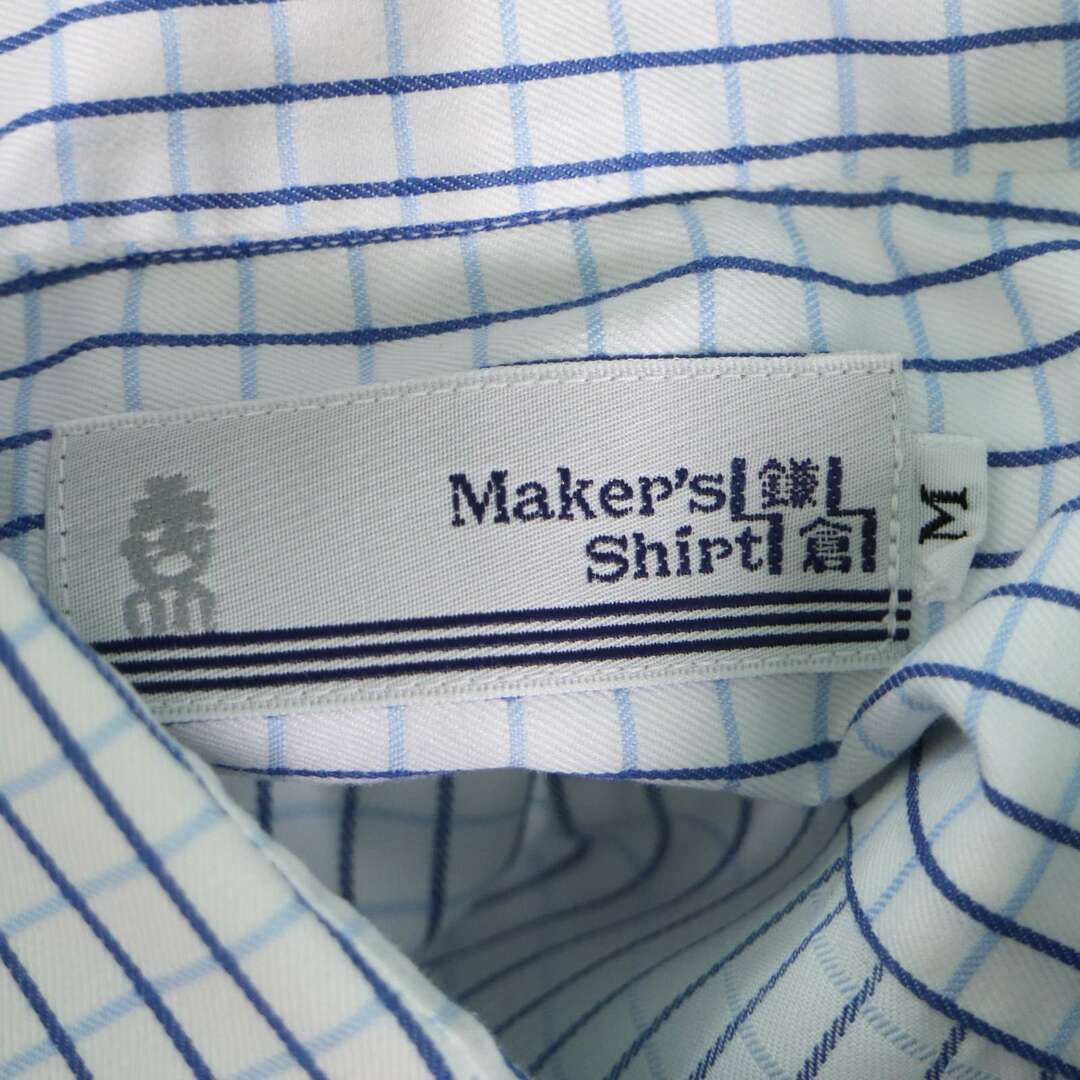 Maker's 鎌
Shirt 倉
M